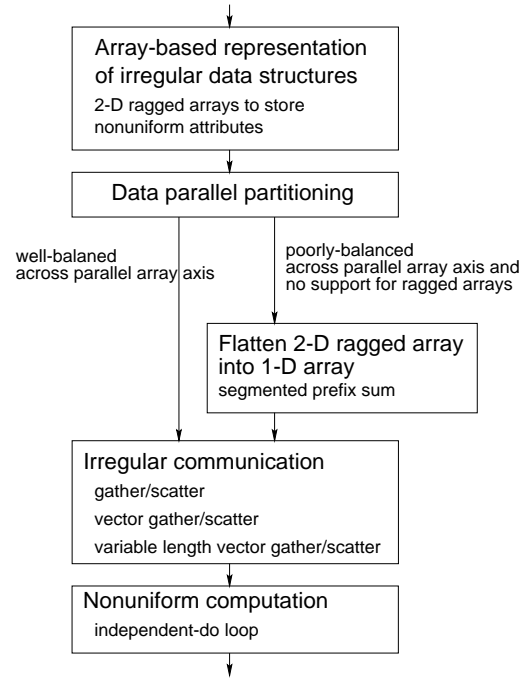 Array-based representation
of irregular data structures
2-D ragged arrays to store
nonuniform attributes
Data parallel partitioning
well-balaned
across parallel array axis
poorly-balanced
across parallel array axis and
no support for ragged arrays
Flatten 2-D ragged array
into 1-D array
segmented prefix sum
Irregular communication
gather/scatter
vector gather/scatter
variable length vector gather/scatter
Nonuniform computation
independent-do loop